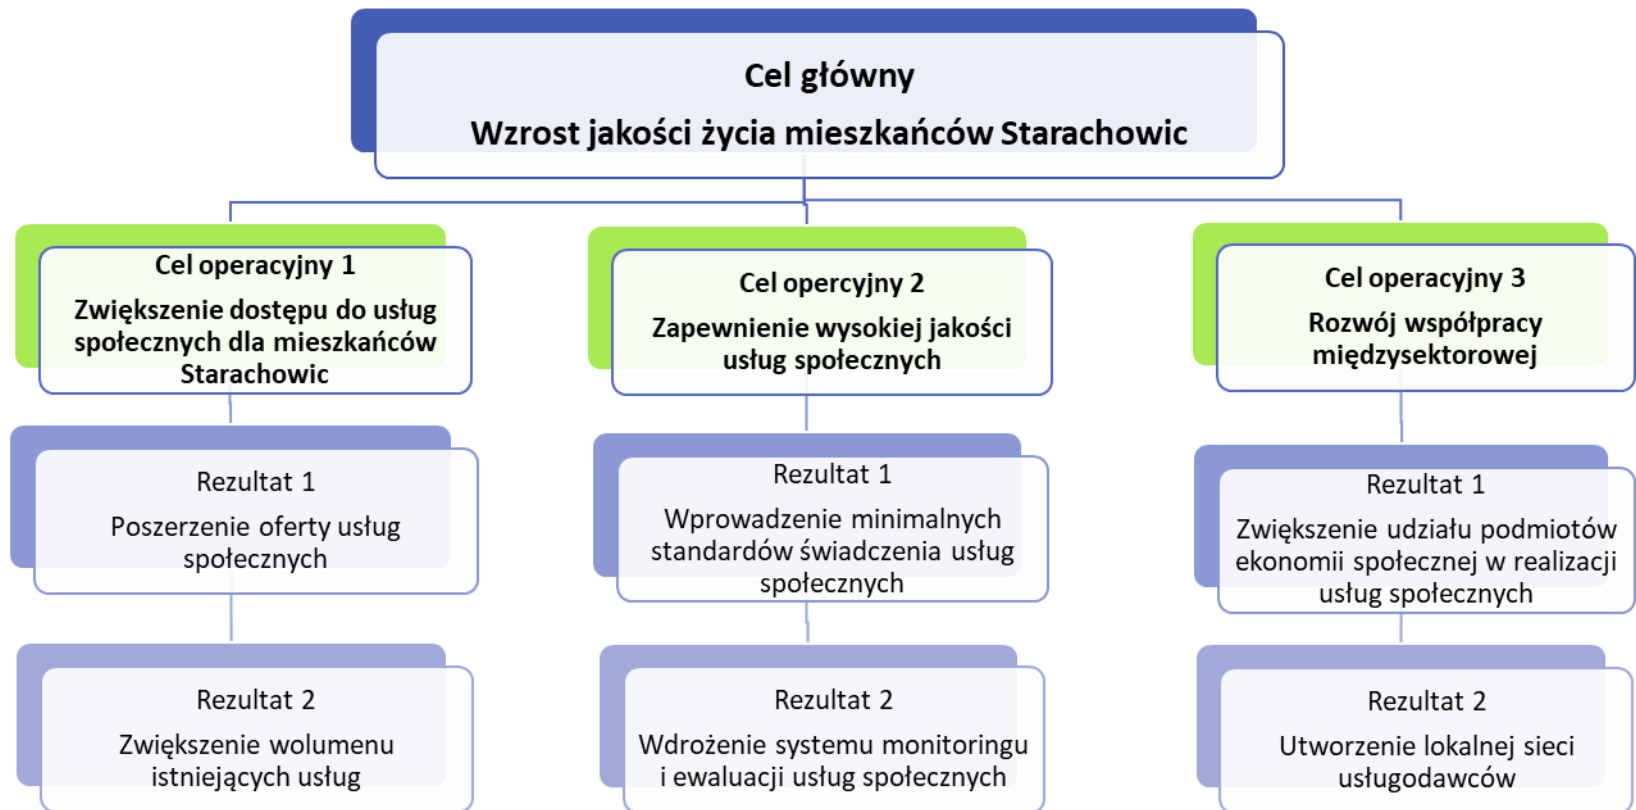 Cel główny
Wzrost jakości życia mieszkańców Starachowic
Cel operacyjny 1
Zwiększenie dostępu do usług
społecznych dla mieszkańców
Starachowic
Cel opercyjny 2
Zapewnienie wysokiej jakości
usług społecznych
Cel operacyjny 3
Rozwój współpracy
międzysektorowej
Rezultat 1
Poszerzenie oferty usług
społecznych
Rezultat 1
Wprowadzenie minimalnych
standardów świadczenia usług
społecznych
Rezultat 1
Zwiększenie udziału podmiotów
ekonomii społecznej w realizacji
usług społecznych
Rezultat 2
Zwiększenie wolumenu
istniejących usług
Rezultat 2
Wdrożenie systemu monitoringu
i ewaluacji usług społecznych
Rezultat 2
Utworzenie lokalnej sieci
usługodawców